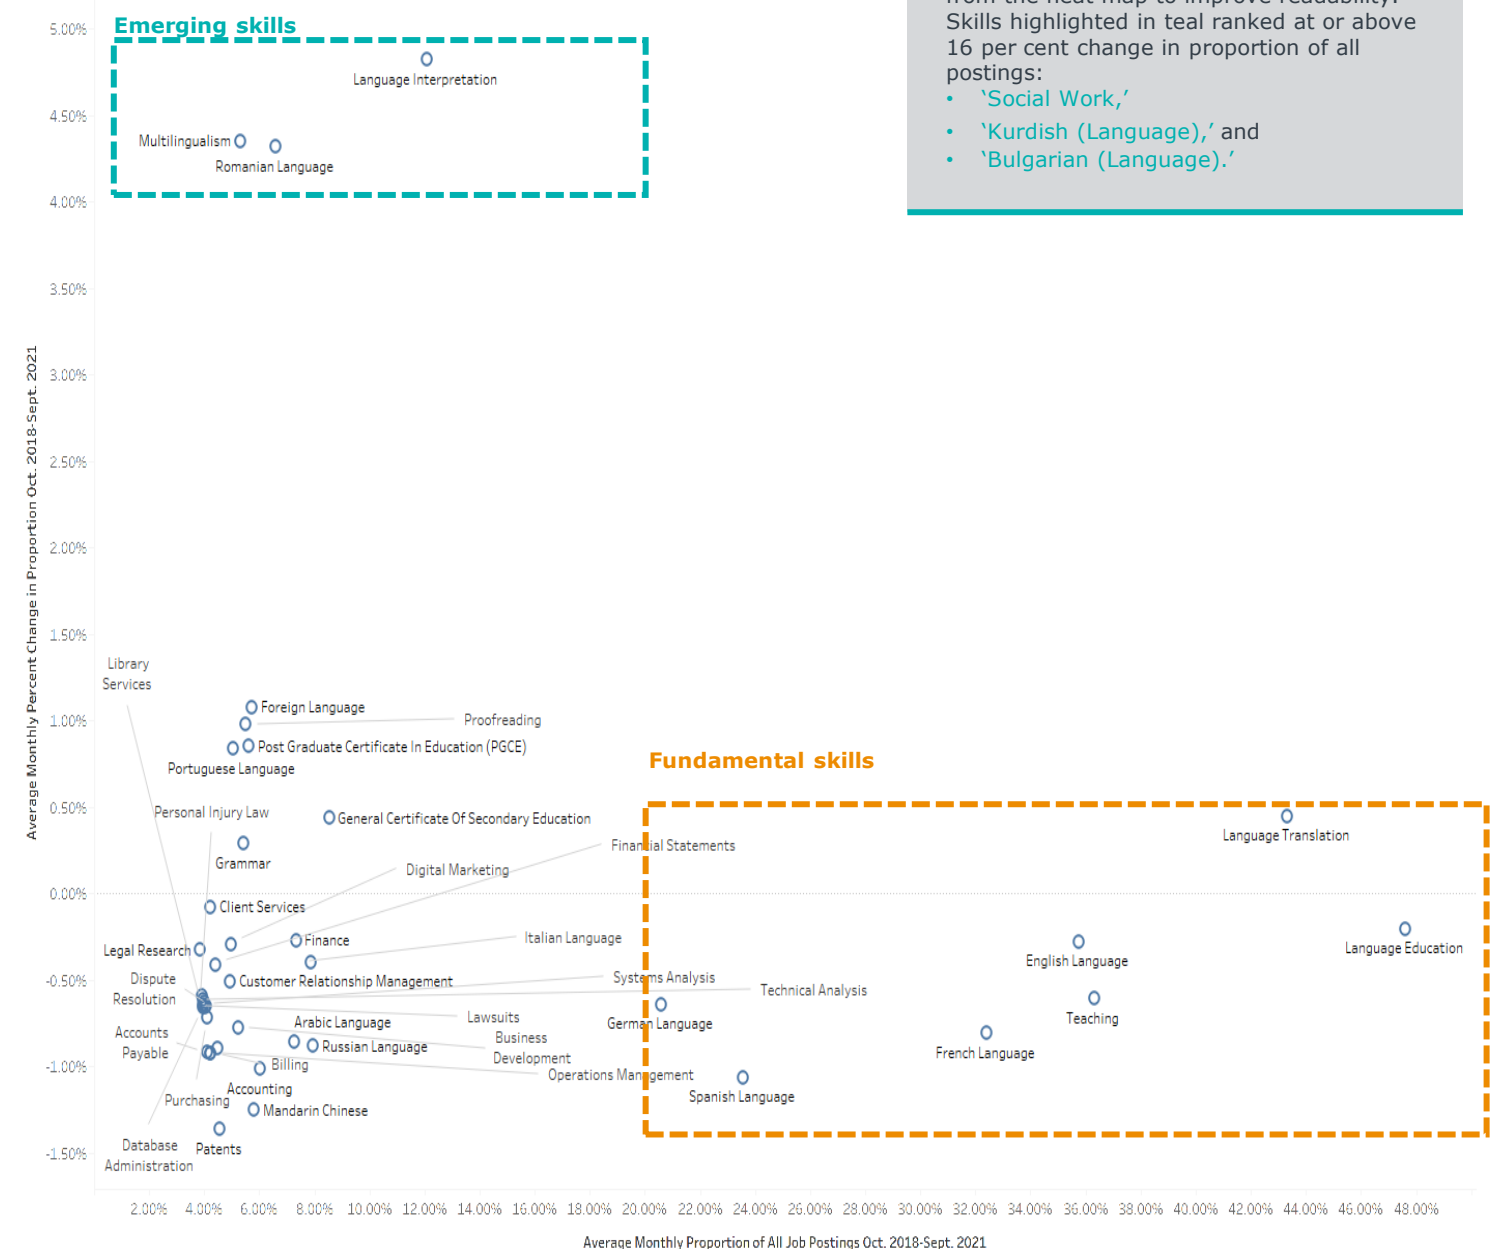 from the heat map to improve readability.
Skills highlighted in teal ranked at or above
16 per cent change in proportion of all
postings:
• ‘Social Work,’
• ‘Kurdish (Language),’ and
• ‘Bulgarian (Language).’
Emerging skills
5.00%
Language Interpretation
4.50%
Multilingualism
Romanian Language
4.00%
3.50%
3.00%
2.50%
2.00%
1.50%
Average Monthly Percent Change in Proportion Oct. 2018-Sept. 2021
Library
Services
Foreign Language
1.00%
Proofreading
Post Graduate Certificate In Education (PGCE)
Portuguese Language
Fundamental skills
0.50%
Personal Injury Law
General Certificate Of Secondary Education
Language Translation
Financial Statements
Grammar
Digital Marketing
0.00%
Client Services
Legal Research
Finance
Italian Language
Language Education
English Language
-0.50%
Dispute
Resolution
Customer Relationship Management
Systems Analysis
Technical Analysis
Lawsuits
German Language
Teaching
Accounts
Payable
Arabic Language
Business
Development
Russian Language
French Language
-1.00%
Billing
Operations Management
Accounting
Purchasing
Spanish Language
Mandarin Chinese
Database
Administration
Patents
-1.50%
2.00% 4.00% 6.00% 8.00% 10.00% 12.00% 14.00% 16.00% 18.00% 20.00% 22.00% 24.00% 26.00% 28.00% 30.00% 32.00% 34.00% 36.00% 38.00% 40.00% 42.00% 44.00% 46.00% 48.00%
Average Monthly Proportion of All Job Postings Oct. 2018-Sept. 2021